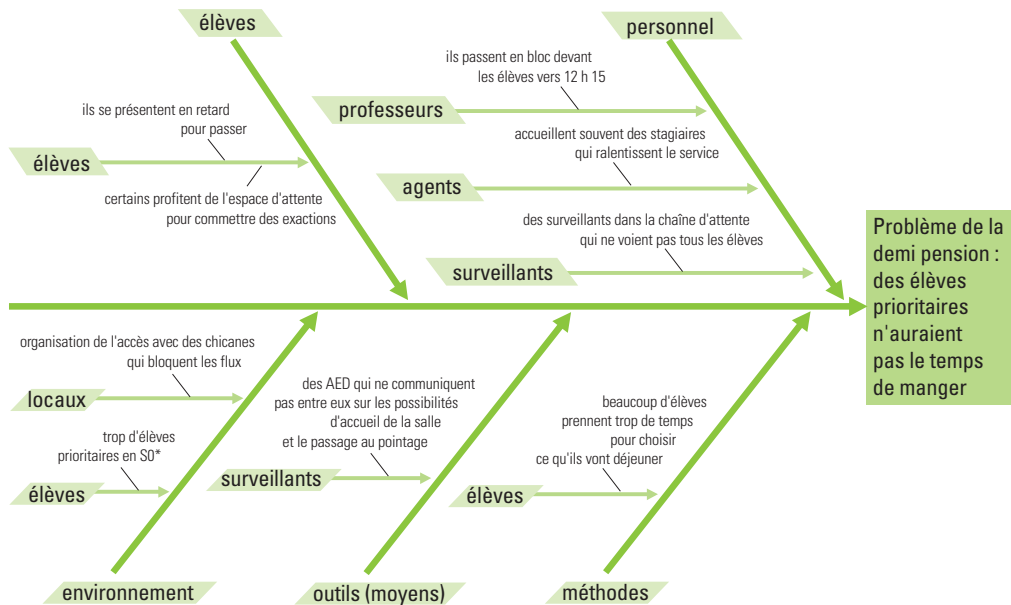 élèves
ils se présentent en retard
pour passer
élèves
certains profitent de l'espace d'attente
pour commettre des exactions
personnel
ils passent en bloc devant
les élèves vers 12 h 15
professeurs
accueillent souvent des stagiaires
qui ralentissent le service
agents
des surveillants dans la chaîne d'attente
qui ne voient pas tous les élèves
surveillants
Problème de la
demi pension :
des élèves
prioritaires
n'auraient
pas le temps
de manger
organisation de l'accès avec des chicanes
qui bloquent les flux
locaux
trop d'élèves
prioritaires en S0*
élèves
environnement
des AED qui ne communiquent
pas entre eux sur les possibilités
d'accueil de la salle
et le passage au pointage
surveillants
outils (moyens)
beaucoup d'élèves
prennent trop de temps
pour choisir
ce qu'ils vont déjeuner
élèves
méthodes